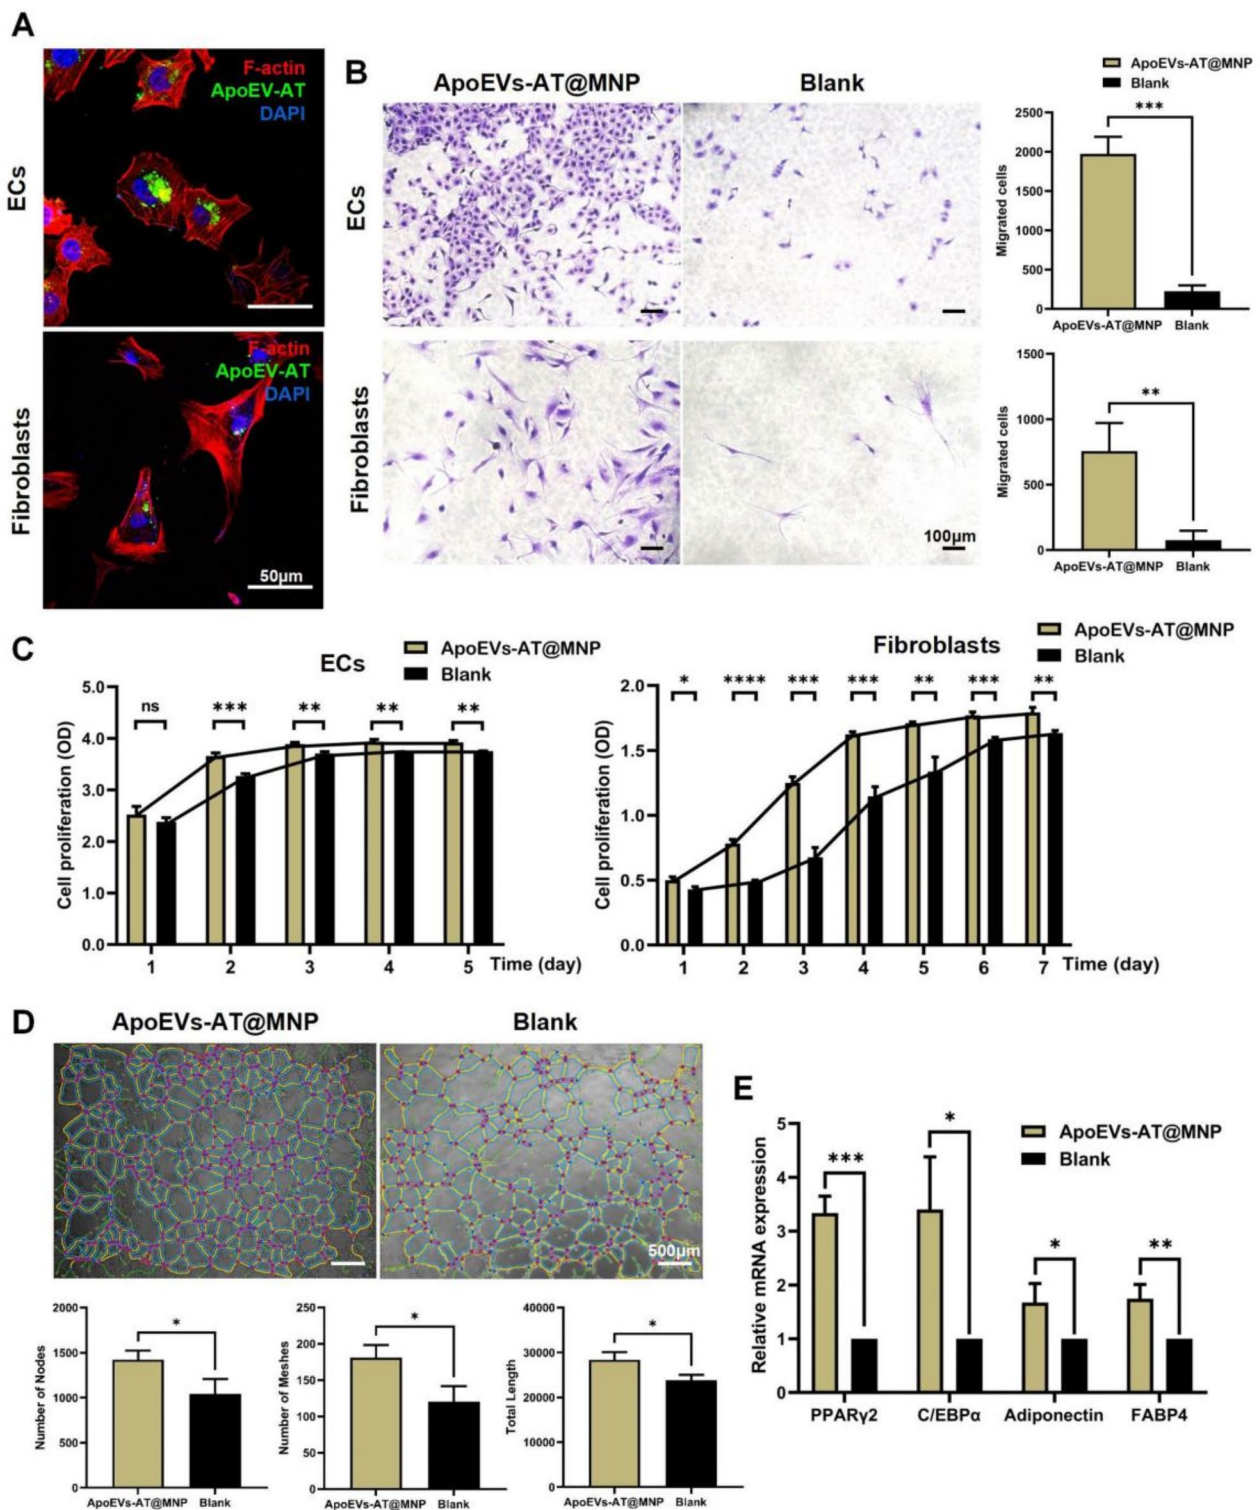 A
ECs
F-actin
ApoEV-AT
DAPI
Fibroblasts
F-actin
ApoEV-AT
DAPI
50μm
B
ApoEVs-AT@MNP
Blank
ECs
Fibroblasts
100μm
ApoEVs-AT@MNP
Blank
***
Migrated cells
2500
2000
1500
1000
500
0
ApoEVs-AT@MNP
Blank
**
Migrated cells
1500
1000
500
0
ApoEVs-AT@MNP
Blank
C
ECs
ApoEVs-AT@MNP
Blank
Cell proliferation (OD)
5.0
4.0
3.0
2.0
1.0
0.0
ns
***
**
**
**
1 2 3 4 5 Time (day)
Fibroblasts
ApoEVs-AT@MNP
Blank
Cell proliferation (OD)
2.0
1.5
1.0
0.5
0.0
*
****
***
***
**
***
**
1 2 3 4 5 6 7 Time (day)
D
ApoEVs-AT@MNP
Blank
500μm
Number of Nodes
2000
1500
1000
500
0
*
ApoEVs-AT@MNP
Blank
Number of Meshes
250
200
150
100
50
0
*
ApoEVs-AT@MNP
Blank
Total Length
40000
30000
20000
10000
0
*
ApoEVs-AT@MNP
Blank
E
ApoEVs-AT@MNP
Blank
Relative mRNA expression
5
4
3
2
1
0
***
*
*
**
PPARγ2
C/EBPα
Adiponectin
FABP4